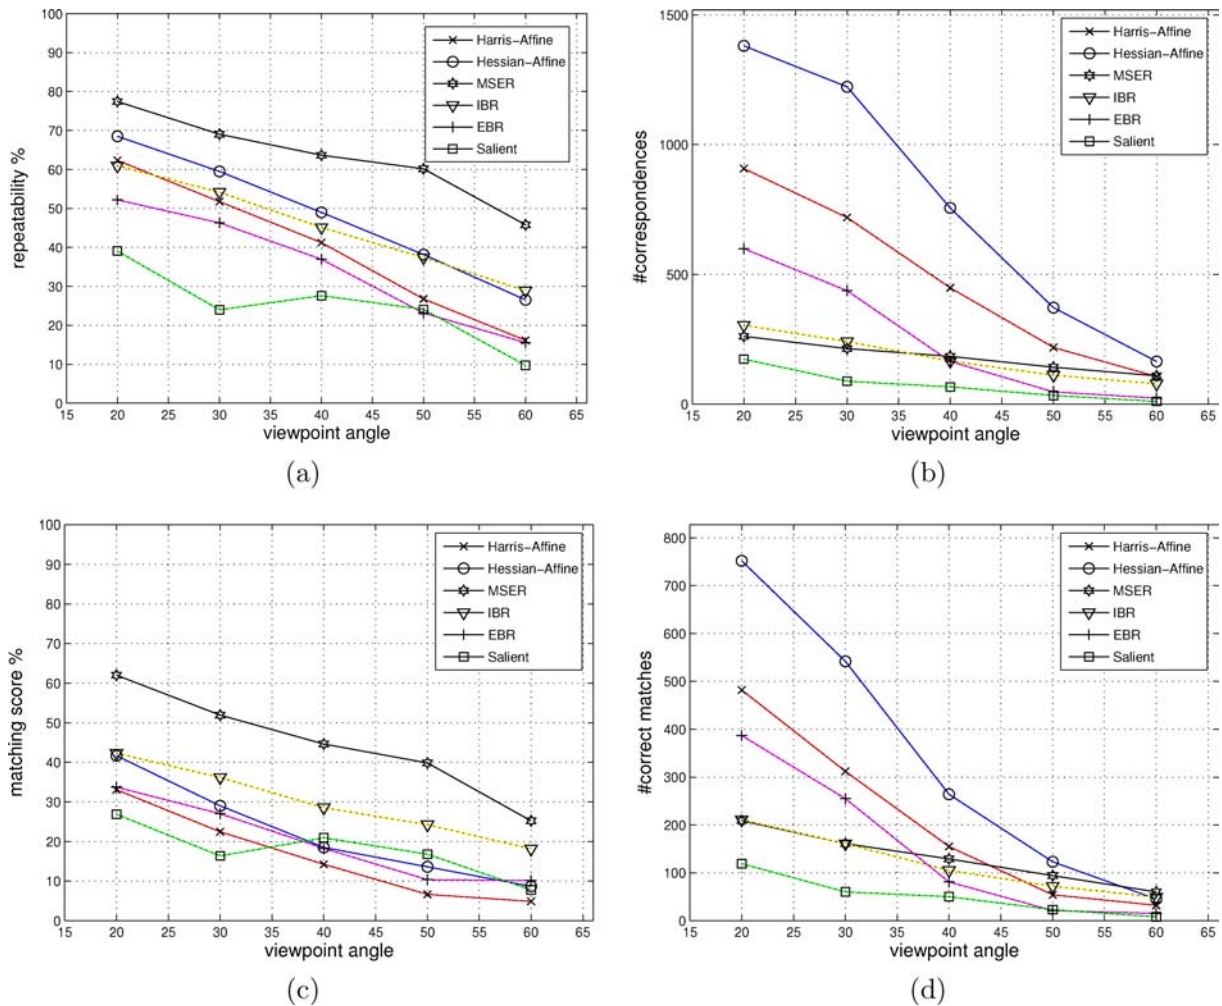 100
90
80
70
60
50
40
30
20
10
0
repeatability %
Harris-Affine
Hessian-Affine
MSER
IBR
EBR
Salient
15 20 25 30 35 40 45 50 55 60 65
viewpoint angle
(a)
1500
1000
500
0
#correspondences
Harris-Affine
Hessian-Affine
MSER
IBR
EBR
Salient
15 20 25 30 35 40 45 50 55 60 65
viewpoint angle
(b)
100
90
80
70
60
50
40
30
20
10
0
matching score %
Harris-Affine
Hessian-Affine
MSER
IBR
EBR
Salient
15 20 25 30 35 40 45 50 55 60 65
viewpoint angle
(c)
800
700
600
500
400
300
200
100
0
#correct matches
Harris-Affine
Hessian-Affine
MSER
IBR
EBR
Salient
15 20 25 30 35 40 45 50 55 60 65
viewpoint angle
(d)